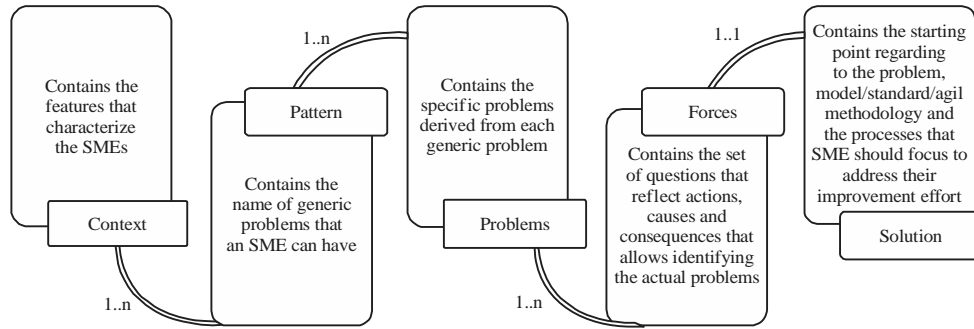 Contains the
features that
characterize
the SMEs
Context
1..n
Pattern
Contains the
name of generic
problems that
an SME can have
1..n
Contains the
specific problems
derived from each
generic problem
Problems
1..n
Forces
Contains the set
of questions that
reflect actions,
causes and
consequences that
allows identifying
the actual problems
1..1
Contains the starting
point regarding
to the problem,
model/standard/agil
methodology and
the processes that
SME should focus to
address their
improvement effort
Solution